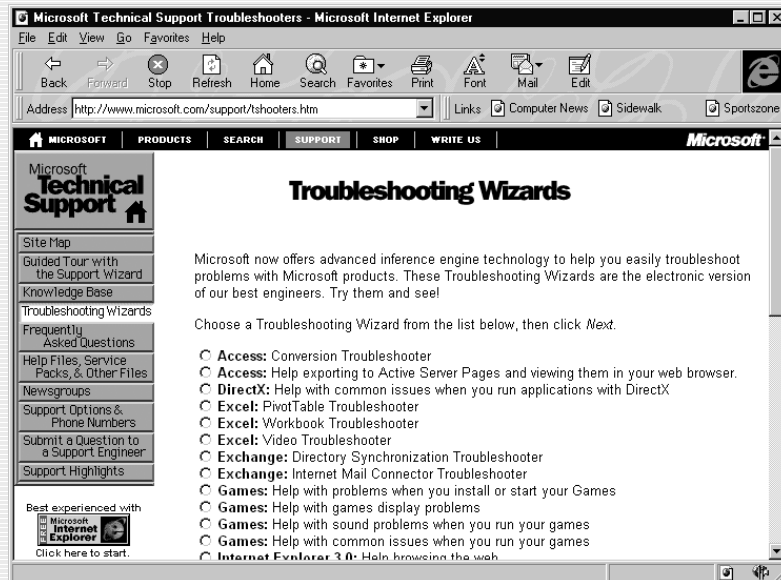 Microsoft Technical Support Troubleshooters - Microsoft Internet Explorer
File Edit View Go Favorites Help
Back Forward Stop Refresh Home Search Favorites Print Font Mail Edit
Address http://www.microsoft.com/support/tshooters.htm Links Computer News Sidewalk Sportszone
MICROSOFT PRODUCTS SEARCH SUPPORT SHOP WRITE US Microsoft
Microsoft
Technical
Support
Troubleshooting Wizards
Site Map
Guided Tour with
the Support Wizard
Knowledge Base
Troubleshooting Wizards
Frequently
Asked Questions
Help Files, Service
Packs, & Other Files
Newsgroups
Support Options &
Phone Numbers
Submit a Question to
a Support Engineer
Support Highlights
Best experienced with
FREE Microsoft
Internet
Explorer
Click here to start.
Microsoft now offers advanced inference engine technology to help you easily troubleshoot
problems with Microsoft products. These Troubleshooting Wizards are the electronic version
of our best engineers. Try them and see!
Choose a Troubleshooting Wizard from the list below, then click Next.
Access: Conversion Troubleshooter
Access: Help exporting to Active Server Pages and viewing them in your web browser.
DirectX: Help with common issues when you run applications with DirectX
Excel: PivotTable Troubleshooter
Excel: Workbook Troubleshooter
Excel: Video Troubleshooter
Exchange: Directory Synchronization Troubleshooter
Exchange: Internet Mail Connector Troubleshooter
Games: Help with problems when you install or start your Games
Games: Help with games display problems
Games: Help with sound problems when you run your games
Games: Help with common issues when you run your games
Internet Explorer 3.0: Help browsing the web